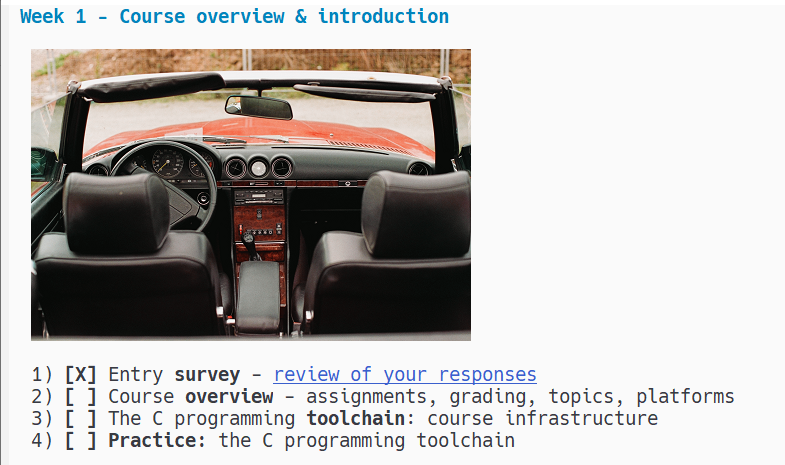 Week 1 - Course overview & introduction
1) [X] Entry survey - review of your responses
2) [ ] Course overview - assignments, grading, topics, platforms
3) [ ] The C programming toolchain: course infrastructure
4) [ ] Practice: the C programming toolchain